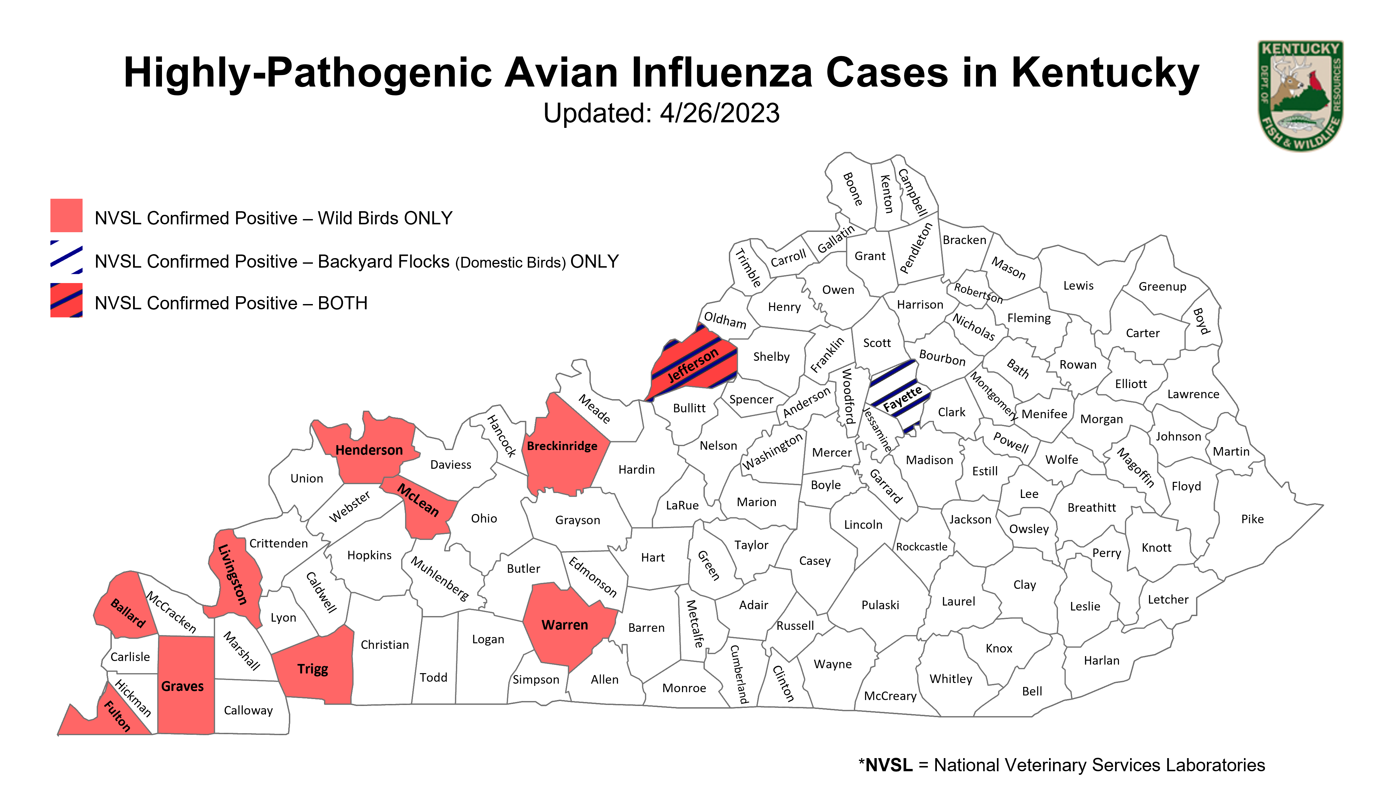 Highly-Pathogenic Avian Influenza Cases in Kentucky
Updated: 4/26/2023
KENTUCKY
DEPT. OF
RESOURCES
FISH & WILDLIFE
NVSL Confirmed Positive – Wild Birds ONLY
NVSL Confirmed Positive – Backyard Flocks (Domestic Birds) ONLY
NVSL Confirmed Positive – BOTH
Boone
Kenton
Campbell
Gallatin
Pendleton
Bracken
Trimble
Carroll
Grant
Mason
Owen
Robertson
Lewis
Greenup
Henry
Harrison
Oldham
Nicholas
Fleming
Boyd
Carter
Jefferson
Shelby
Franklin
Scott
Bourbon
Bath
Rowan
Elliott
Lawrence
Meade
Bullitt
Spencer
Anderson
Woodford
Fayette
Clark
Montgomery
Menifee
Morgan
Jessamine
Hancock
Breckinridge
Hardin
Nelson
Washington
Mercer
Madison
Powell
Wolfe
Johnson
Martin
Magoffin
Henderson
Daviess
Union
Webster
McLean
Ohio
Grayson
LaRue
Marion
Boyle
Garrard
Estill
Lee
Floyd
Breathitt
Pike
Lincoln
Jackson
Owsley
Rockcastle
Crittenden
Hopkins
Muhlenberg
Butler
Edmonson
Hart
Green
Taylor
Casey
Perry
Knott
Livingston
Caldwell
Lyon
Clay
Leslie
Letcher
Ballard
McCracken
Marshall
Warren
Barren
Metcalfe
Adair
Russell
Pulaski
Laurel
Christian
Logan
Knox
Harlan
Carlisle
Graves
Trigg
Todd
Simpson
Allen
Monroe
Cumberland
Clinton
Wayne
McCreary
Whitley
Bell
Hickman
Fulton
Calloway
*NVSL = National Veterinary Services Laboratories